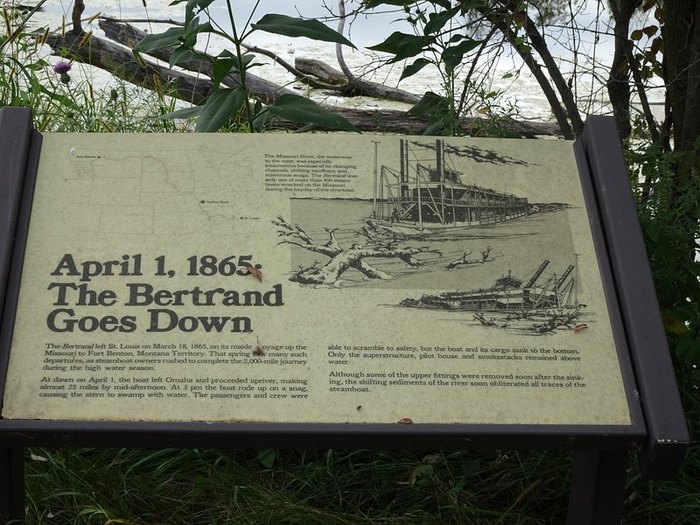 The Missouri River, the waterway
to the west, was especially
treacherous because of its changing
channels, shifting sandbars, and
numerous snags. The Bertrand was
only one of more than 400 steam
boats wrecked on the Missouri
during the heyday of the riverboat.
Fort Benton
St. Louis
April 1, 1865:
The Bertrand
Goes Down
The Bertrand left St. Louis on March 18, 1865, on its maiden voyage up the
Missouri to Fort Benton, Montana Territory. That spring saw many such
departures, as steamboat owners rushed to complete the 2,000-mile journey
during the high water season.
At dawn on April 1, the boat left Omaha and proceeded upriver, making
almost 25 miles by mid-afternoon. At 3 pm the boat rode up on a snag,
causing the stern to swamp with water. The passengers and crew were
able to scramble to safety, but the boat and its cargo sank to the bottom.
Only the superstructure, pilot house and smokestacks remained above
water.
Although some of the upper fittings were removed soon after the sink-
ing, the shifting sediments of the river soon obliterated all traces of the
steamboat.